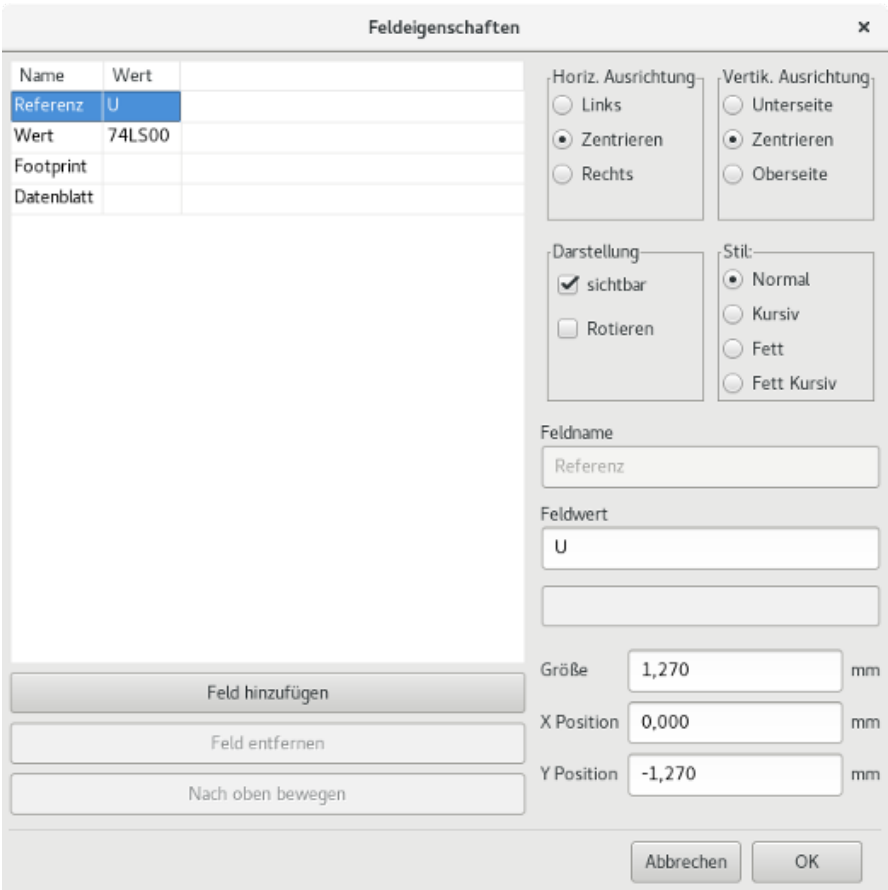 Feldeigenschaften ×
Name Wert
Referenz U
Wert 74LS00
Footprint
Datenblatt
Feld hinzufügen
Feld entfernen
Nach oben bewegen
Horiz. Ausrichtung
Links
Zentrieren
Rechts
Vertik. Ausrichtung
Unterseite
Zentrieren
Oberseite
Darstellung
sichtbar
Rotieren
Stil:
Normal
Kursiv
Fett
Fett Kursiv
Feldname
Referenz
Feldwert
U
Größe 1,270 mm
X Position 0,000 mm
Y Position -1,270 mm
Abbrechen OK